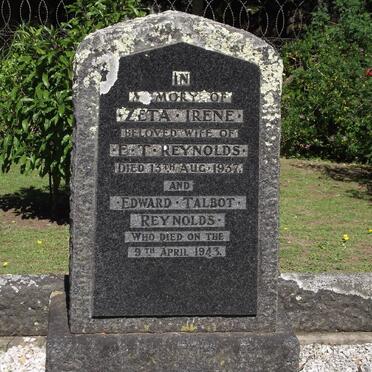 IN
MEMORY OF
ZETA · IRENE
BELOVED WIFE OF
E · T · REYNOLDS
DIED 13TH AUG. 1937.
AND
EDWARD · TALBOT
REYNOLDS
WHO DIED ON THE
9TH APRIL 1943.